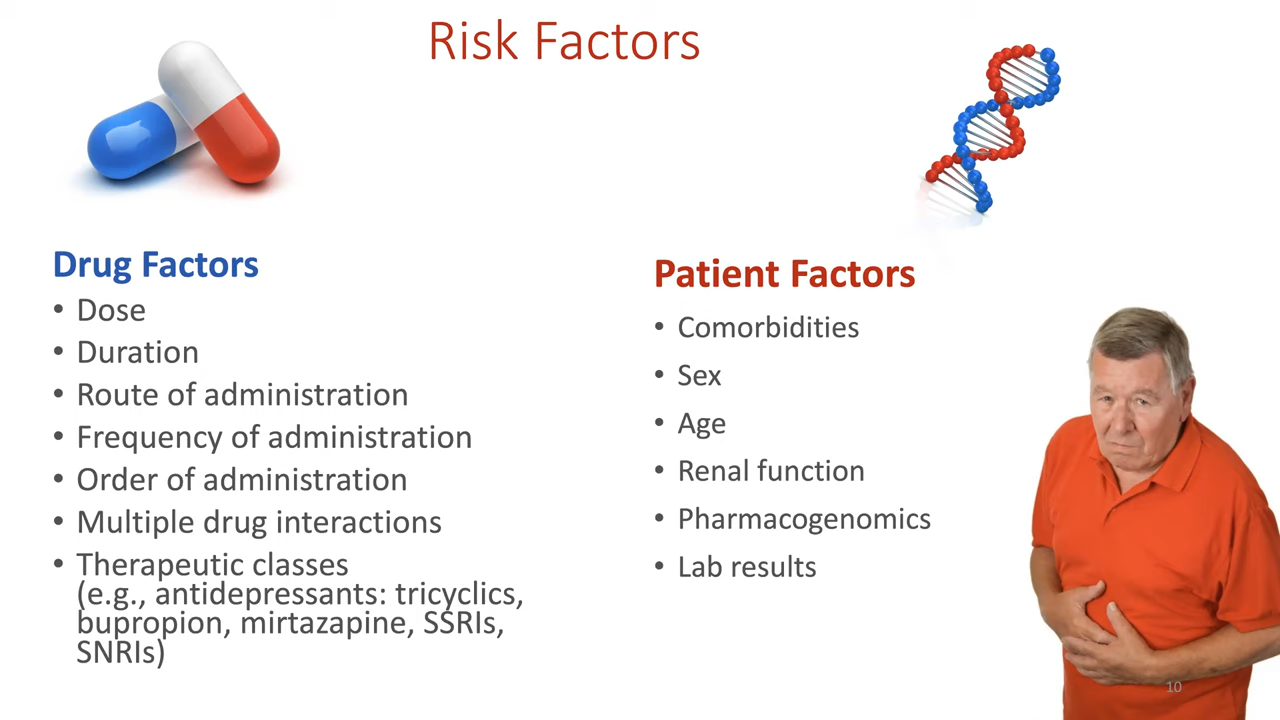 Risk Factors
Drug Factors
• Dose
• Duration
• Route of administration
• Frequency of administration
• Order of administration
• Multiple drug interactions
• Therapeutic classes
(e.g., antidepressants: tricyclics,
bupropion, mirtazapine, SSRIs,
SNRIs)
Patient Factors
• Comorbidities
• Sex
• Age
• Renal function
• Pharmacogenomics
• Lab results
10